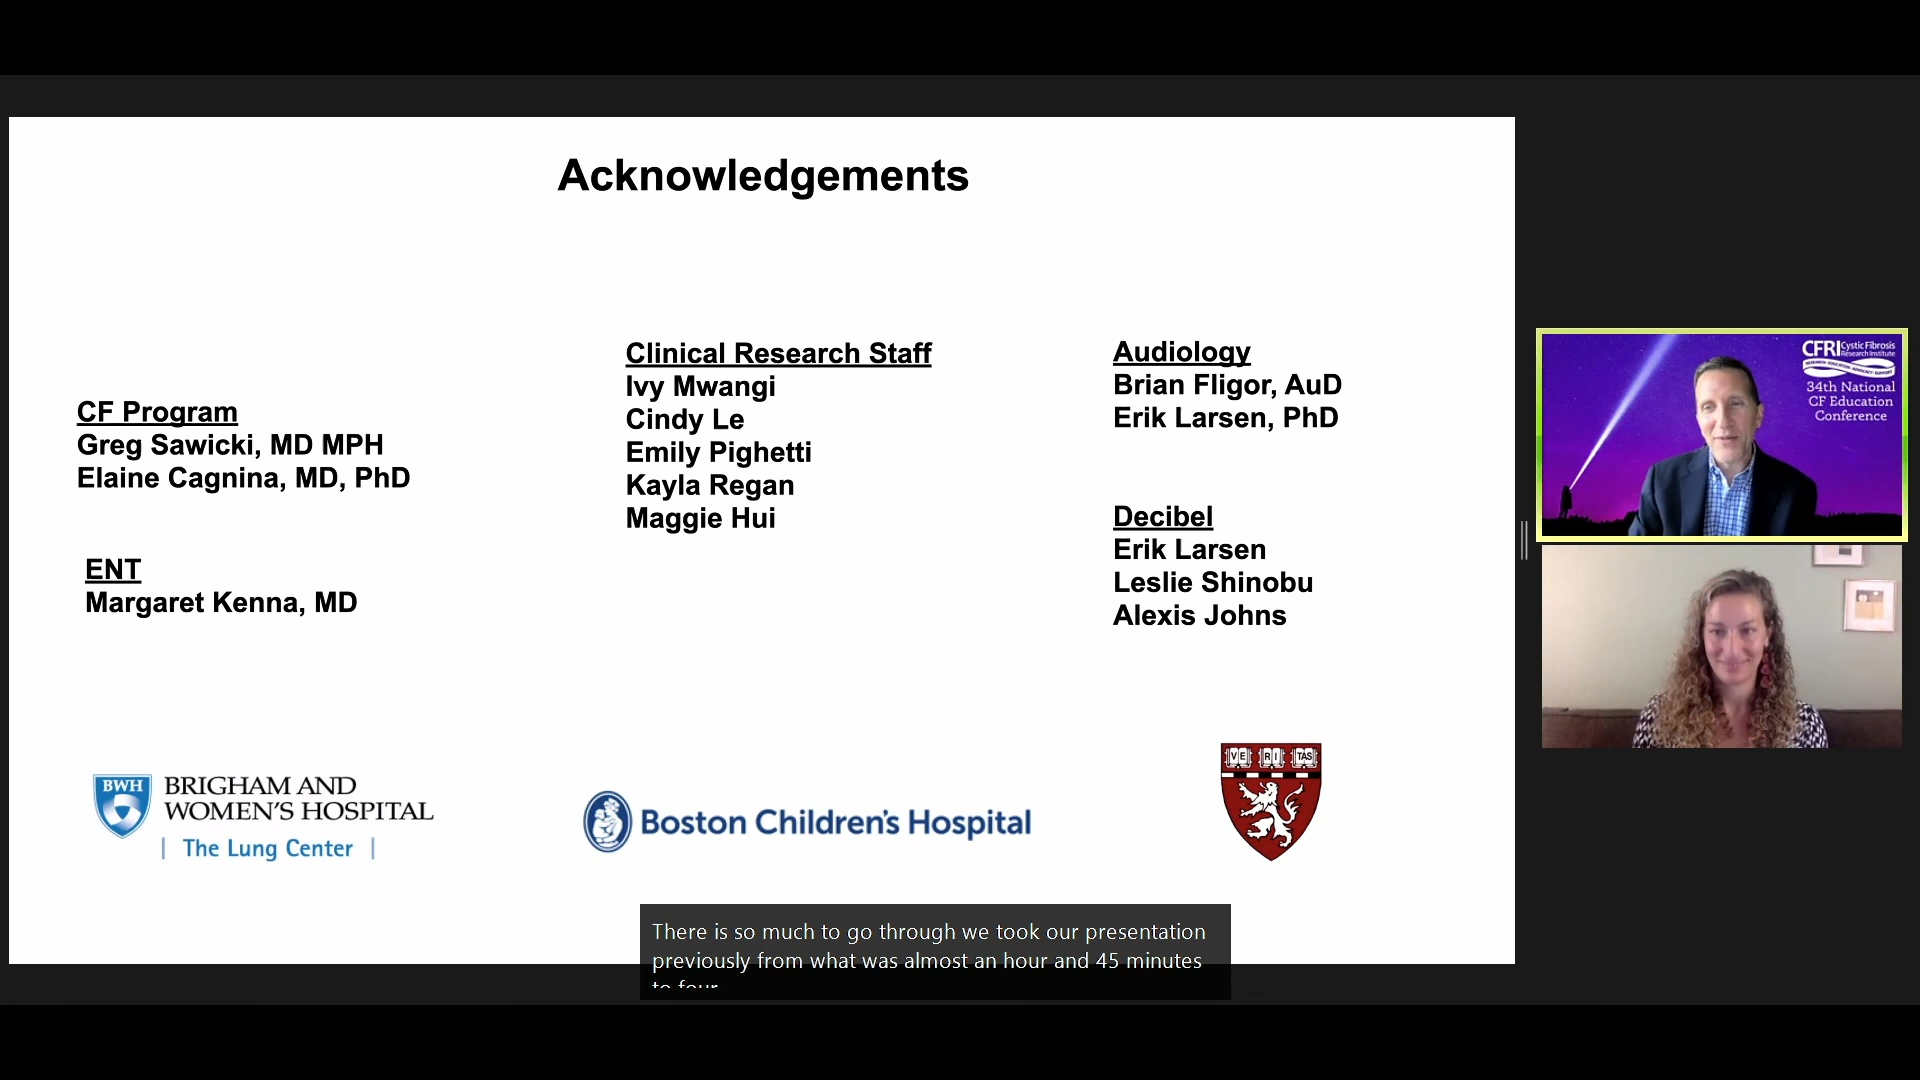 Acknowledgements
CF Program
Greg Sawicki, MD MPH
Elaine Cagnina, MD, PhD
ENT
Margaret Kenna, MD
Clinical Research Staff
Ivy Mwangi
Cindy Le
Emily Pighetti
Kayla Regan
Maggie Hui
Audiology
Brian Fligor, AuD
Erik Larsen, PhD
Decibel
Erik Larsen
Leslie Shinobu
Alexis Johns
BWH
BRIGHAM AND
WOMEN'S HOSPITAL
| The Lung Center |
Boston Children's Hospital
VE RI TAS
There is so much to go through we took our presentation
previously from what was almost an hour and 45 minutes
to four
CFRI Cystic Fibrosis
Research Institute
34th National
CF Education
Conference